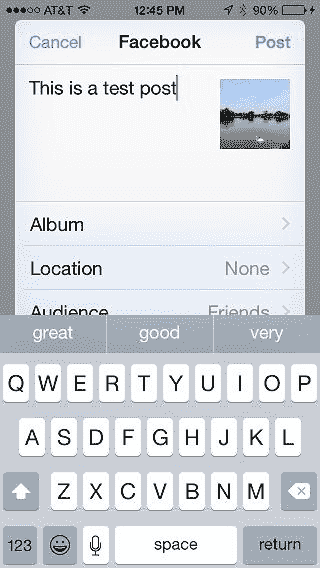 AT&T 12:45 PM 90%
Cancel Facebook Post
This is a test post
Album
Location None
Audience Friends
great good very
Q W E R T Y U I O P
A S D F G H J K L
Z X C V B N M
123 space return